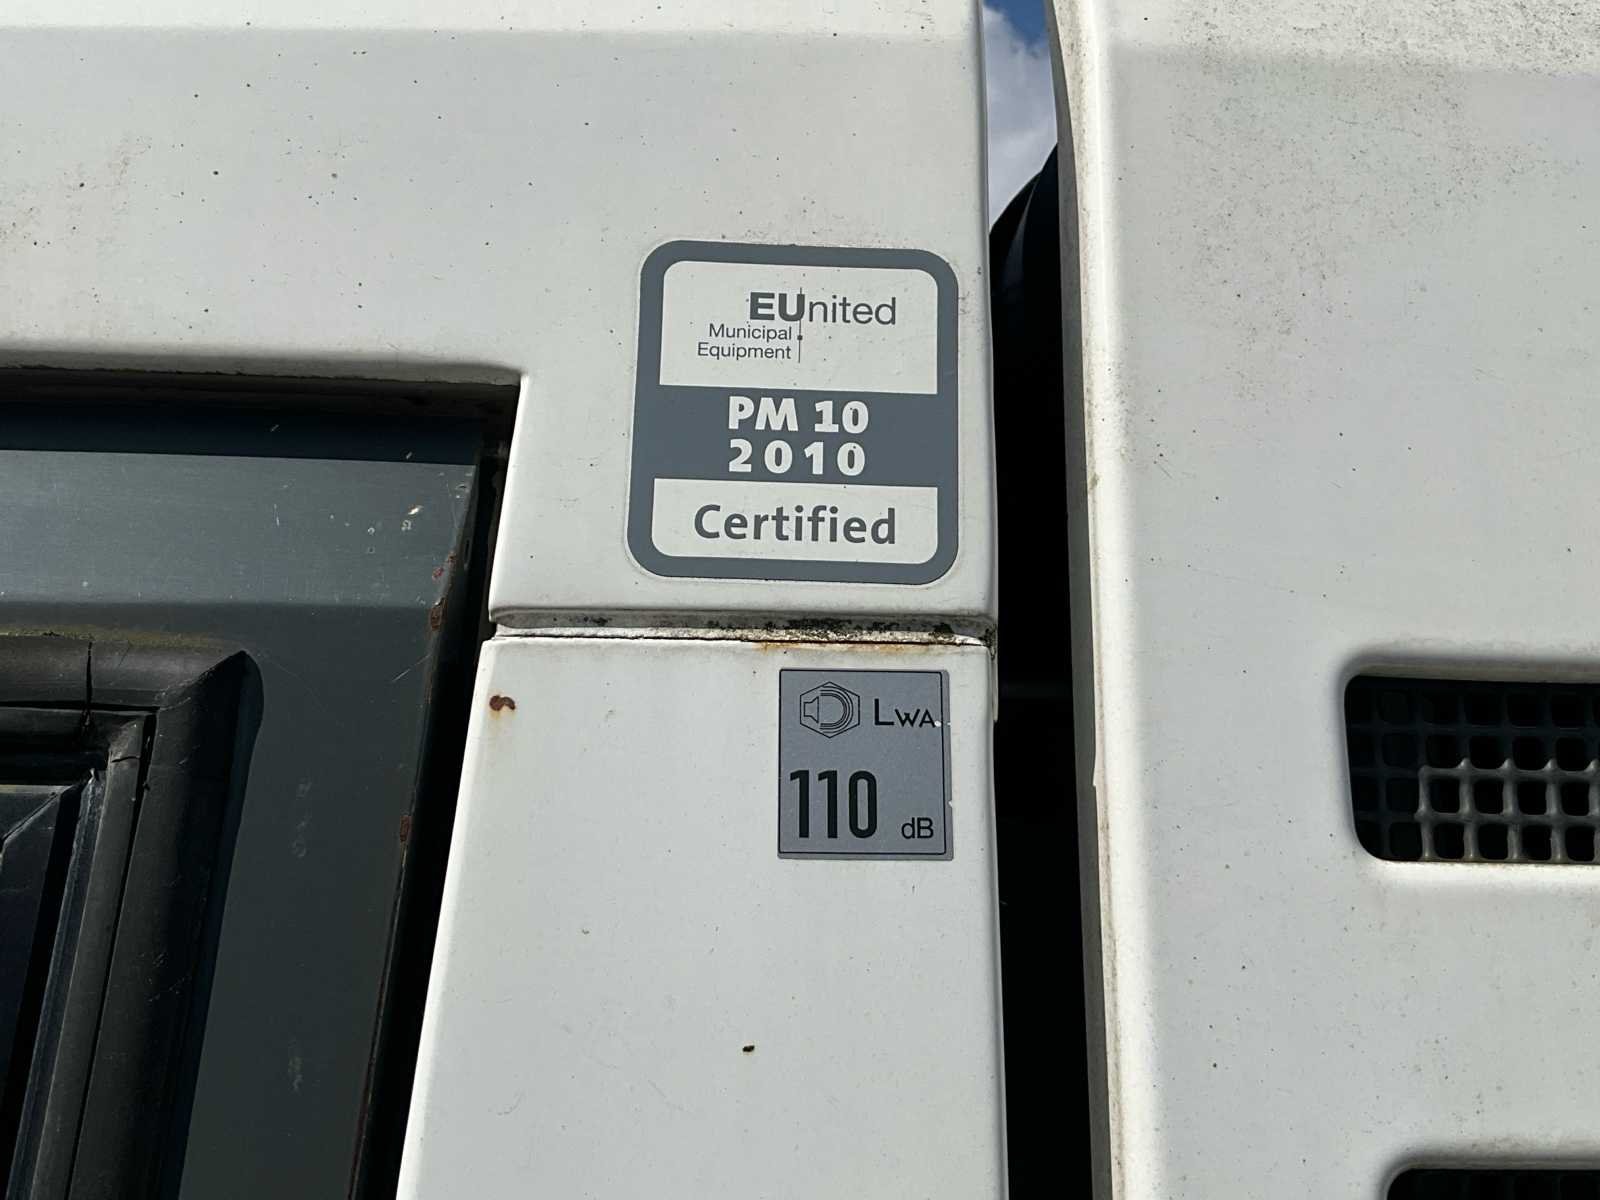 EUnited
Municipal
Equipment
PM 10
2010
Certified
LWA
110 dB